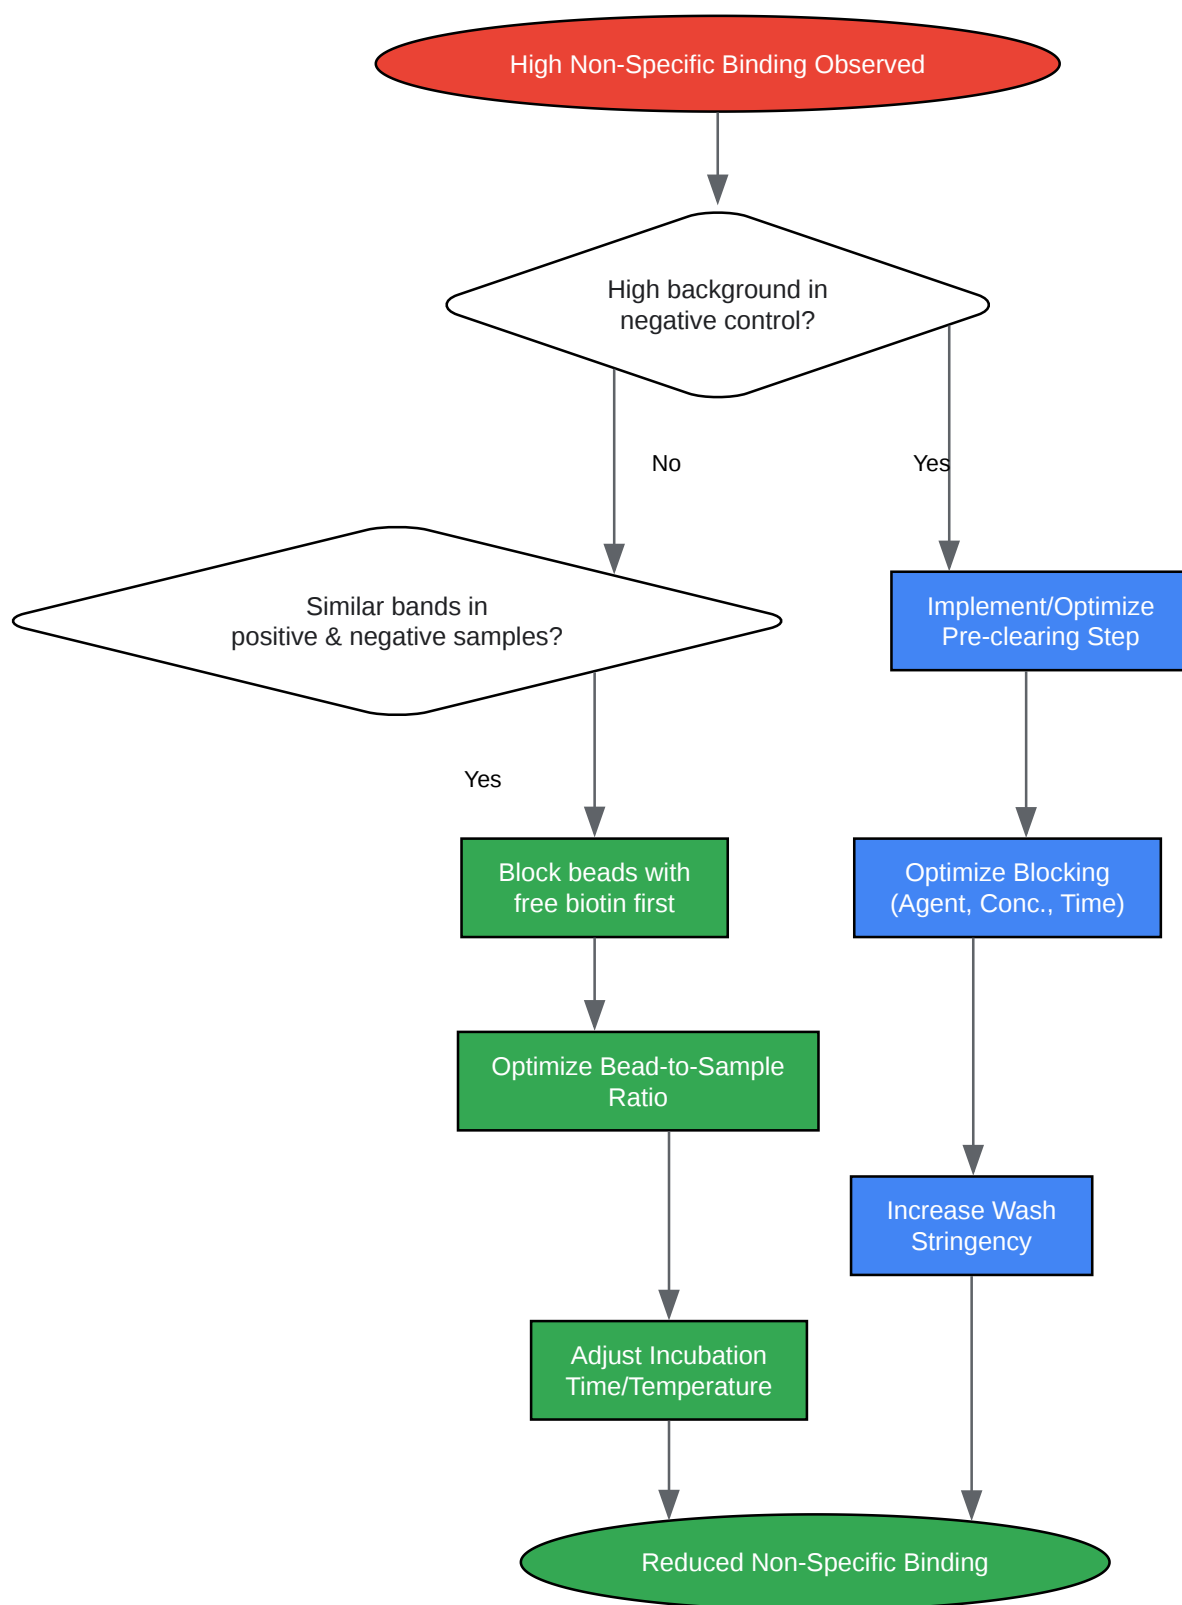 High Non-Specific Binding Observed
High background in
negative control?
No
Yes
Similar bands in
positive & negative samples?
Implement/Optimize
Pre-clearing Step
Yes
Block beads with
free biotin first
Optimize Blocking
(Agent, Conc., Time)
Optimize Bead-to-Sample
Ratio
Increase Wash
Stringency
Adjust Incubation
Time/Temperature
Reduced Non-Specific Binding